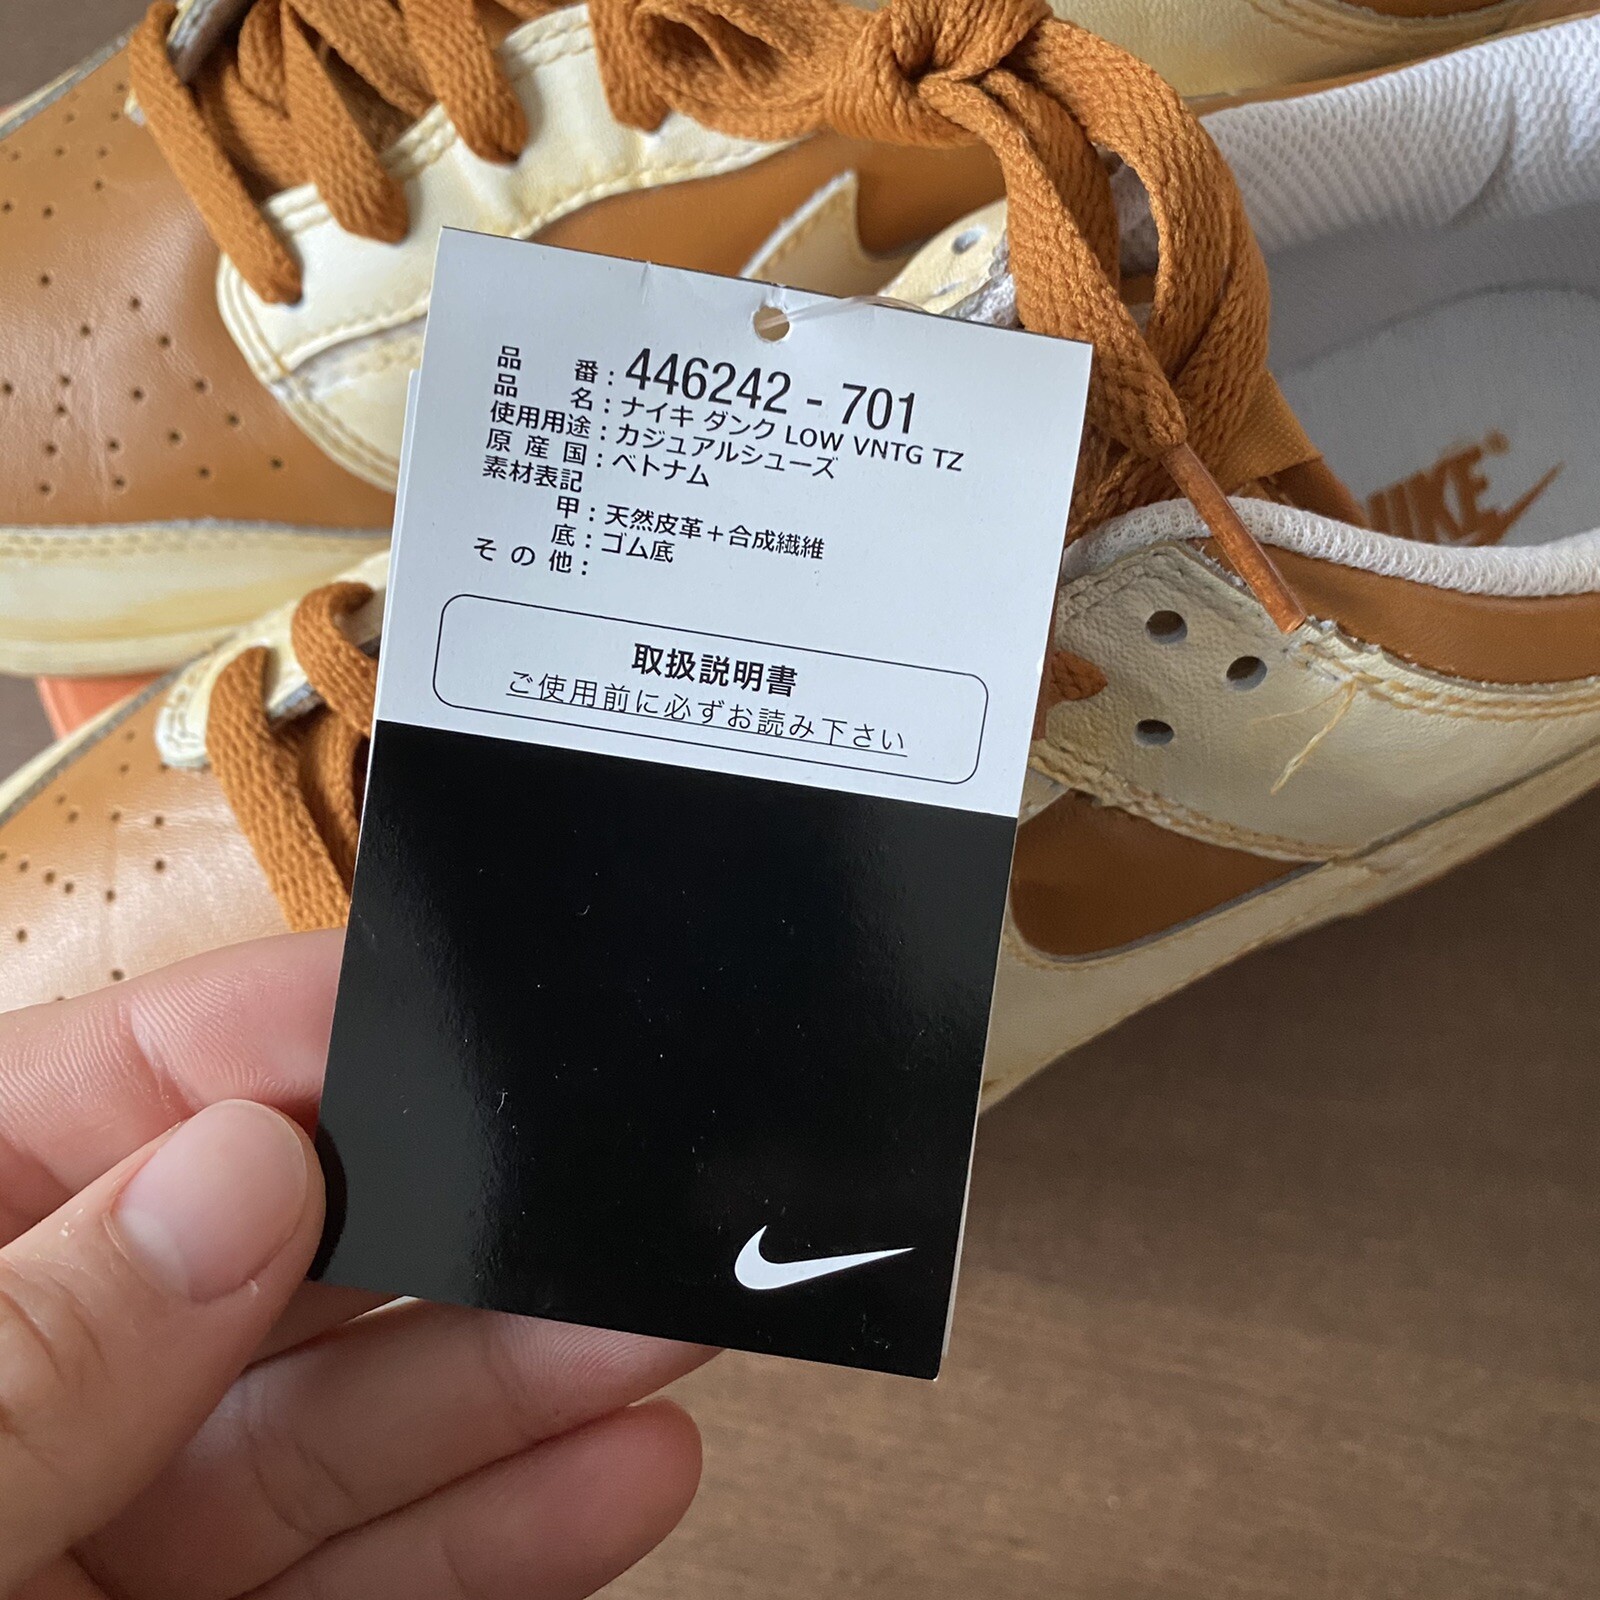 品 番:446242 - 701
品 名:ナイキ ダンク LOW VNTG TZ
使用用途:カジュアルシューズ
原産国:ベトナム
素材表記
甲:天然皮革+合成繊維
底:ゴム底
その他:
取扱説明書
ご使用前に必ずお読み下さい
NIKE